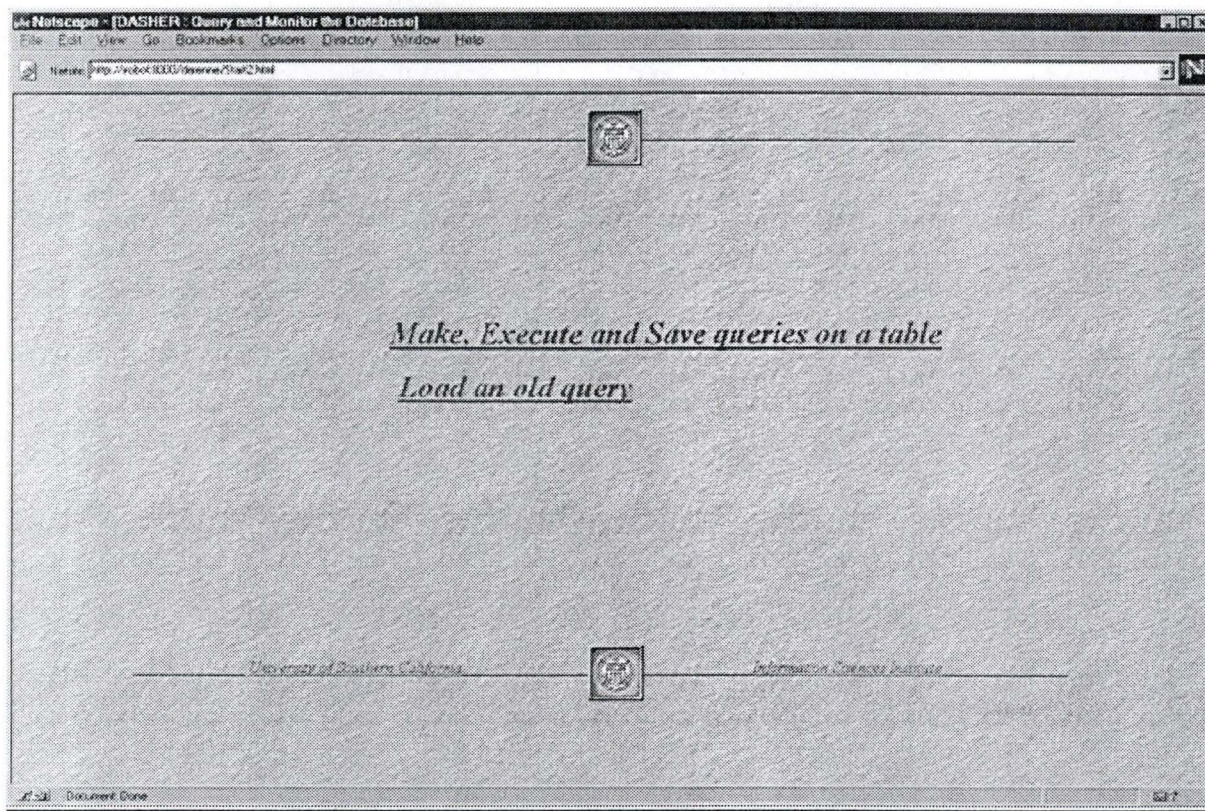 Netscape - [DASHER : Query and Monitor the Database]
File Edit View Go Bookmarks Options Directory Window Help
Make, Execute and Save queries on a table
Load an old query
University of Southern California
Information Sciences Institute
Document: Done